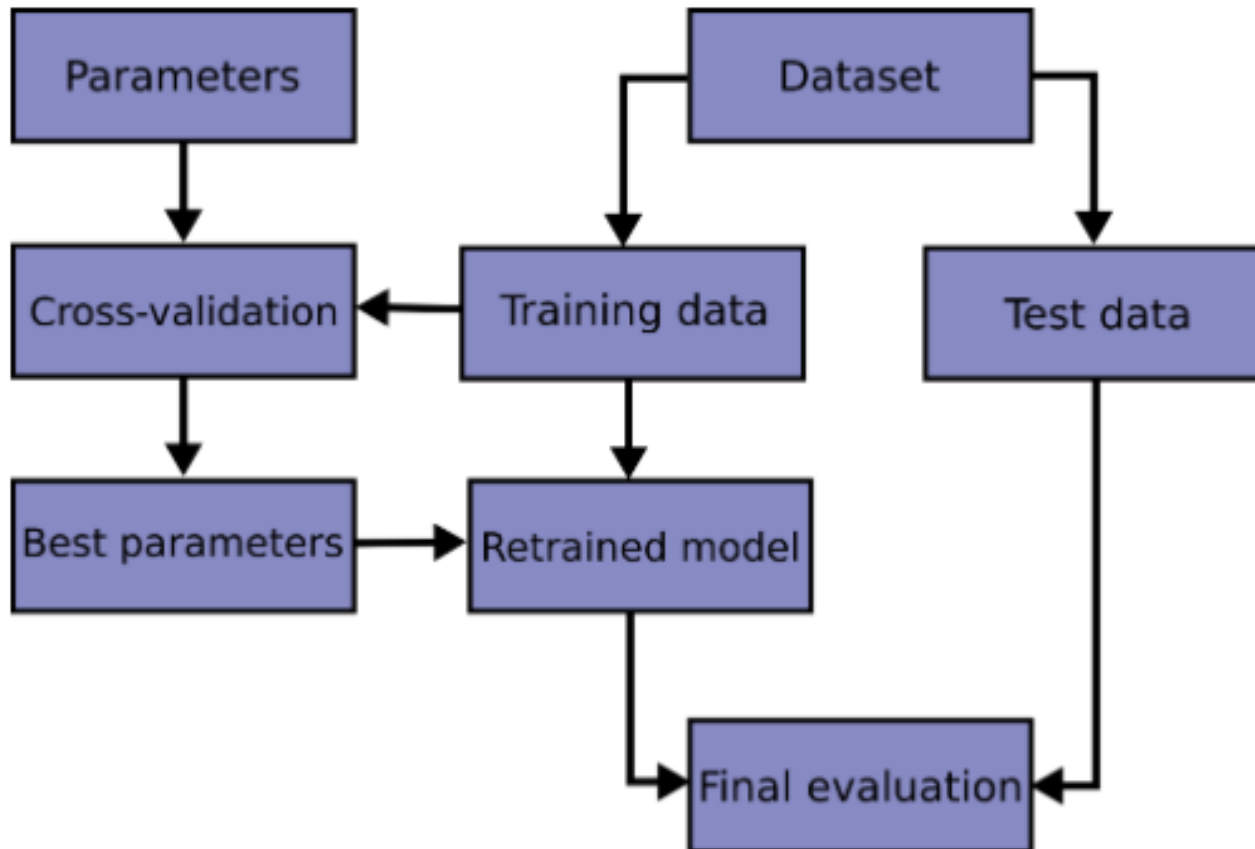 Parameters
Dataset
Cross-validation
Training data
Test data
Best parameters
Retrained model
Final evaluation